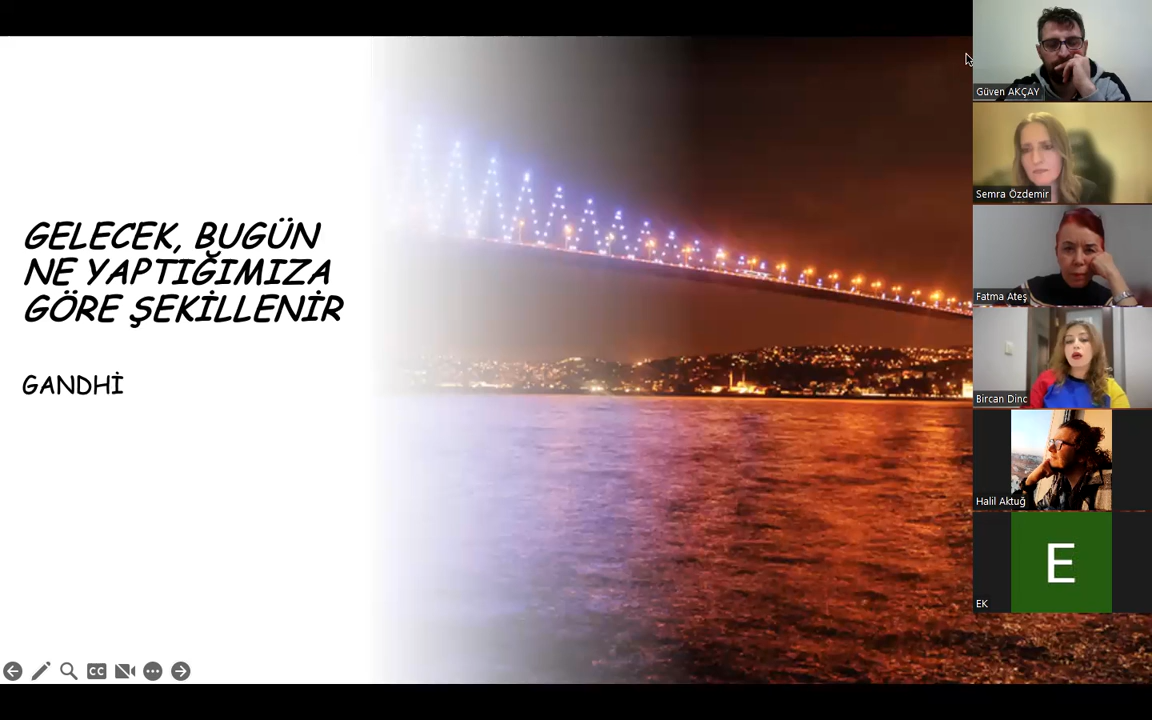 GELECEK, BUGÜN
NE YAPTIĞIMIZA
GÖRE ŞEKİLLENİR
GANDHİ
Güven AKÇAY
Semra Özdemir
Fatma Ateş
Bircan Dinc
Halil Aktuğ
E
EK
CC